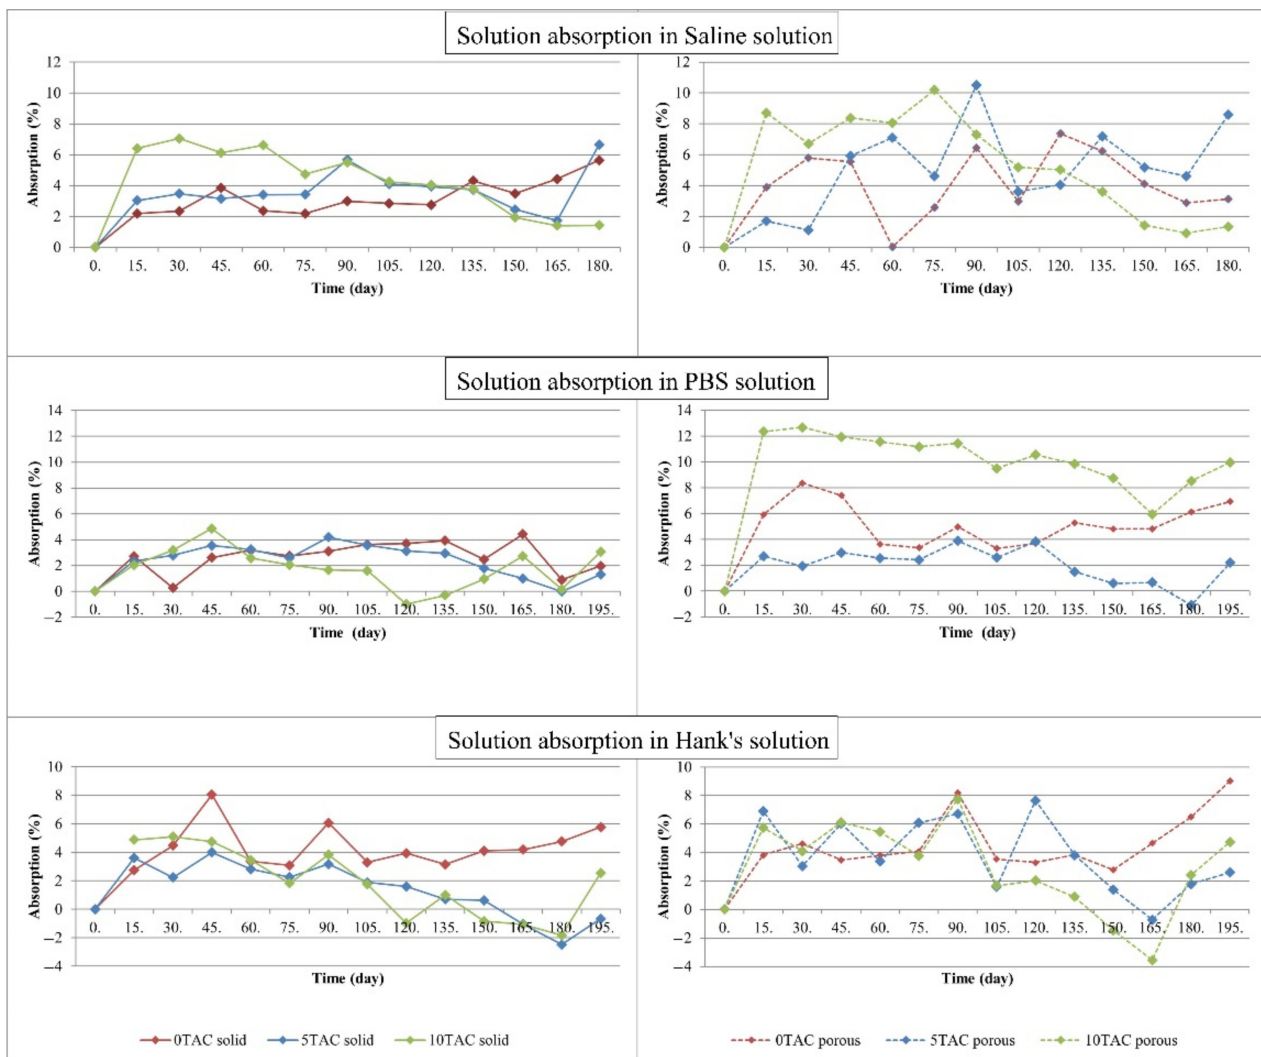 Solution absorption in Saline solution
12
10
8
6
4
2
0
Absorption (%)
0. 15. 30. 45. 60. 75. 90. 105. 120. 135. 150. 165. 180.
Time (day)
12
10
8
6
4
2
0
Absorption (%)
0. 15. 30. 45. 60. 75. 90. 105. 120. 135. 150. 165. 180.
Time (day)
Solution absorption in PBS solution
14
12
10
8
6
4
2
0
−2
Absorption (%)
0. 15. 30. 45. 60. 75. 90. 105. 120. 135. 150. 165. 180. 195.
Time (day)
14
12
10
8
6
4
2
0
−2
Absorption (%)
0. 15. 30. 45. 60. 75. 90. 105. 120. 135. 150. 165. 180. 195.
Time (day)
Solution absorption in Hank's solution
10
8
6
4
2
0
−2
−4
Absorption (%)
0. 15. 30. 45. 60. 75. 90. 105. 120. 135. 150. 165. 180. 195.
Time (day)
10
8
6
4
2
0
−2
−4
Absorption (%)
0. 15. 30. 45. 60. 75. 90. 105. 120. 135. 150. 165. 180. 195.
Time (day)
0TAC solid 5TAC solid 10TAC solid
0TAC porous 5TAC porous 10TAC porous